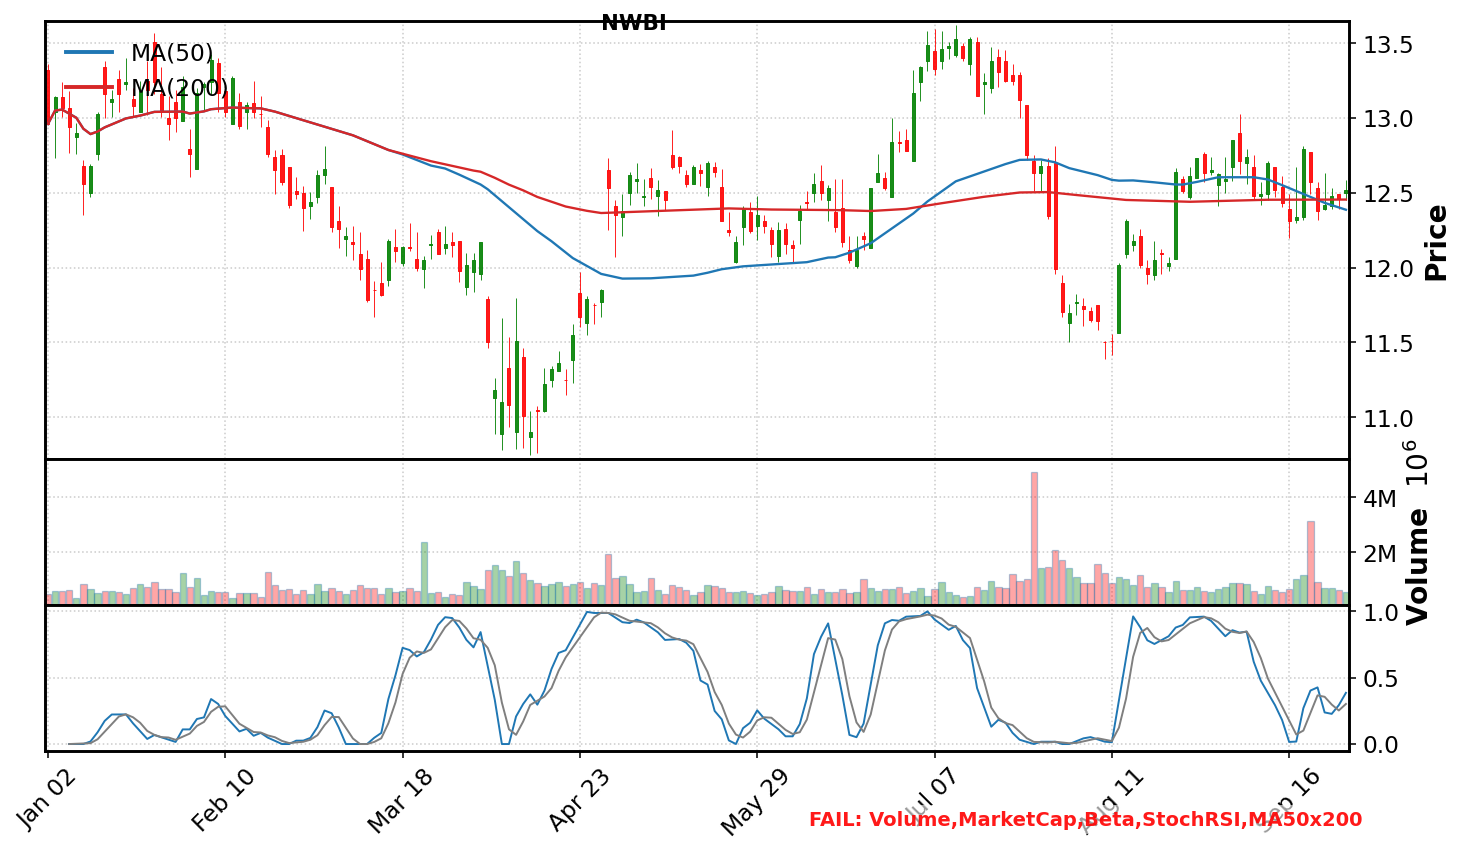 NWBI
MA(50)
MA(200)
13.5
13.0
12.5
12.0
11.5
11.0
Price
4M
2M
Volume 10⁶
1.0
0.5
0.0
Jan 02
Feb 10
Mar 18
Apr 23
May 29
Jul 07
Aug 11
Sep 16
FAIL: Volume,MarketCap,Beta,StochRSI,MA50x200